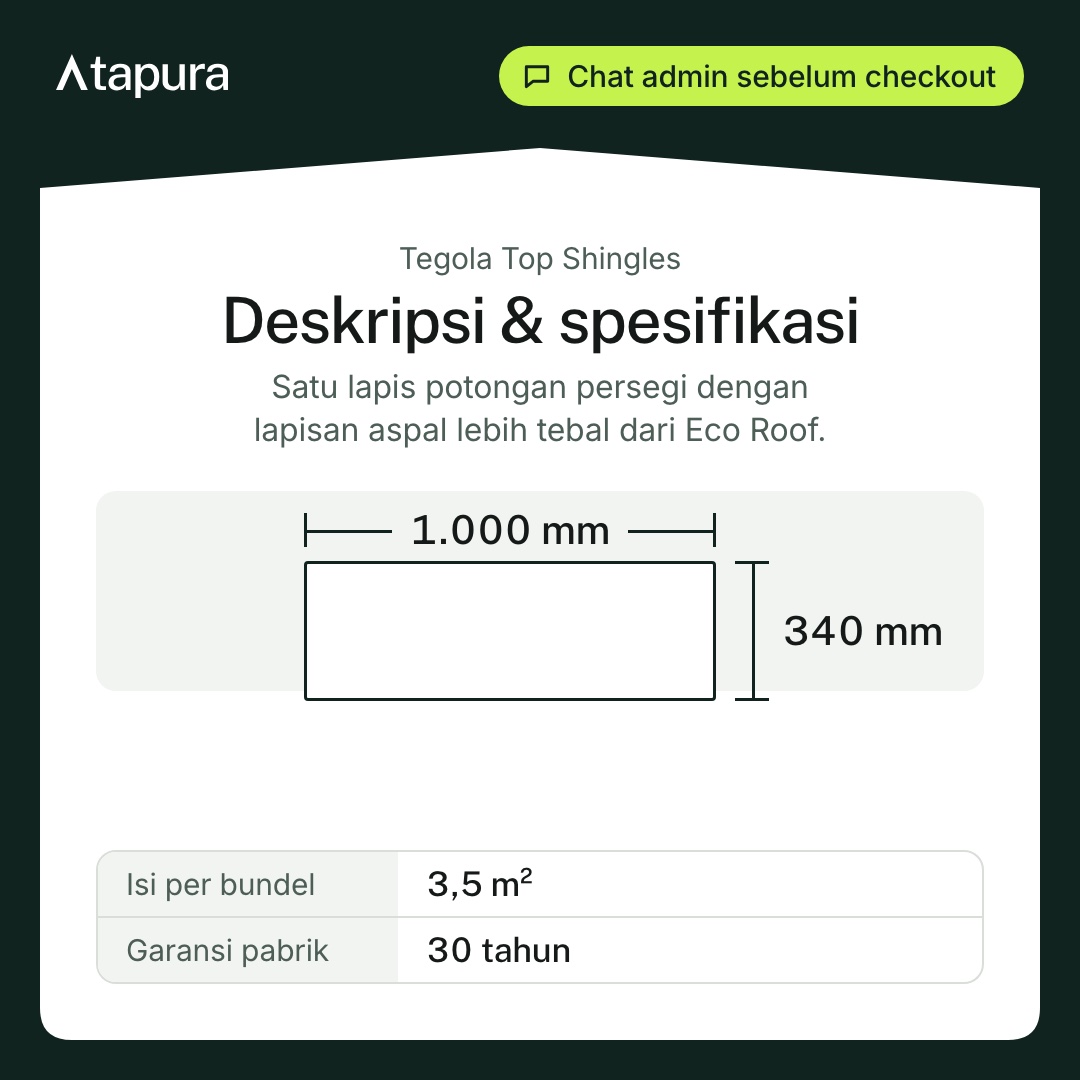 Atapura
Chat admin sebelum checkout
Tegola Top Shingles
Deskripsi & spesifikasi
Satu lapis potongan persegi dengan
lapisan aspal lebih tebal dari Eco Roof.
1.000 mm
340 mm
Isi per bundel 3,5 m²
Garansi pabrik 30 tahun